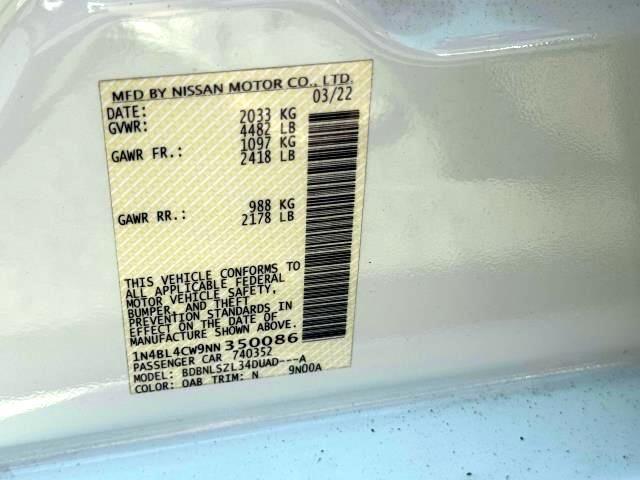 MFD BY NISSAN MOTOR CO., LTD.
DATE: 03/22
GVWR: 2033 KG
4482 LB
GAWR FR.: 1097 KG
2418 LB
GAWR RR.: 988 KG
2178 LB
THIS VEHICLE CONFORMS TO
ALL APPLICABLE FEDERAL
MOTOR VEHICLE SAFETY,
BUMPER, AND THEFT
PREVENTION STANDARDS IN
EFFECT ON THE DATE OF
MANUFACTURE SHOWN ABOVE.
1N4BL4CW9NN350086
PASSENGER CAR 740352
MODEL: BDBNLSZL34DUAD---A
COLOR: QAB TRIM: N 9N00A